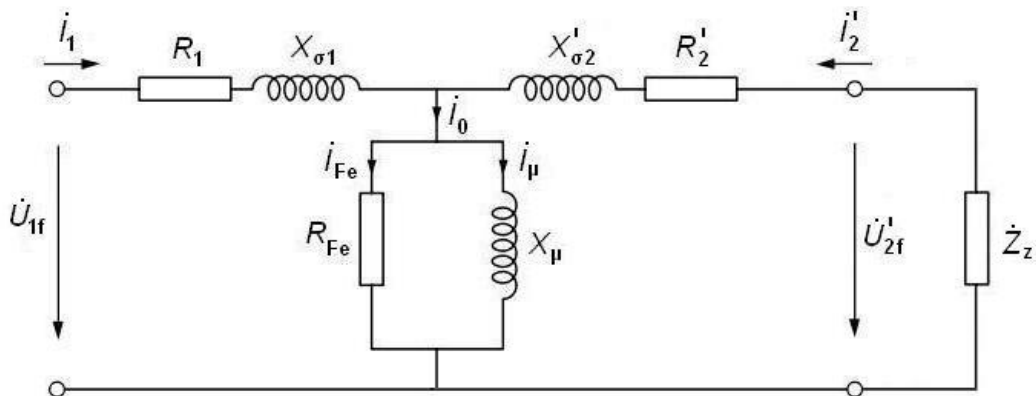 İ1
R1
Xσ1
X'σ2
R'2
İ'2
İ0
İFe
İμ
U̇1f
RFe
Xμ
U̇'2f
Żz